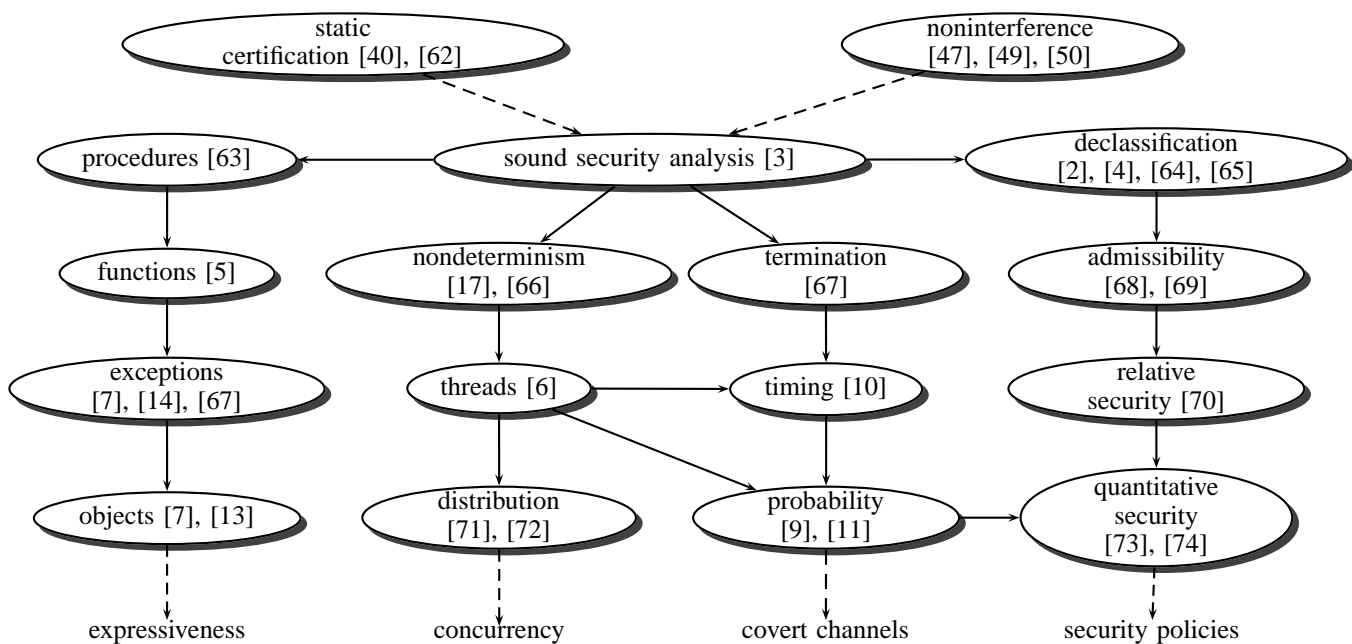 static
certification [40], [62]
noninterference
[47], [49], [50]
procedures [63]
sound security analysis [3]
declassification
[2], [4], [64], [65]
functions [5]
nondeterminism
[17], [66]
termination
[67]
admissibility
[68], [69]
exceptions
[7], [14], [67]
threads [6]
timing [10]
relative
security [70]
objects [7], [13]
distribution
[71], [72]
probability
[9], [11]
quantitative
security
[73], [74]
expressiveness
concurrency
covert channels
security policies